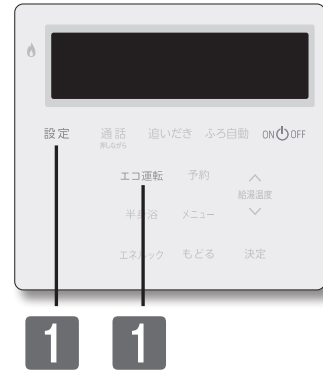 設定 通話 追いだき ふろ自動 ON OFF
押しながら
エコ運転 予約
給湯温度
半身浴 メニュー
エネルック もどる 決定
1 1